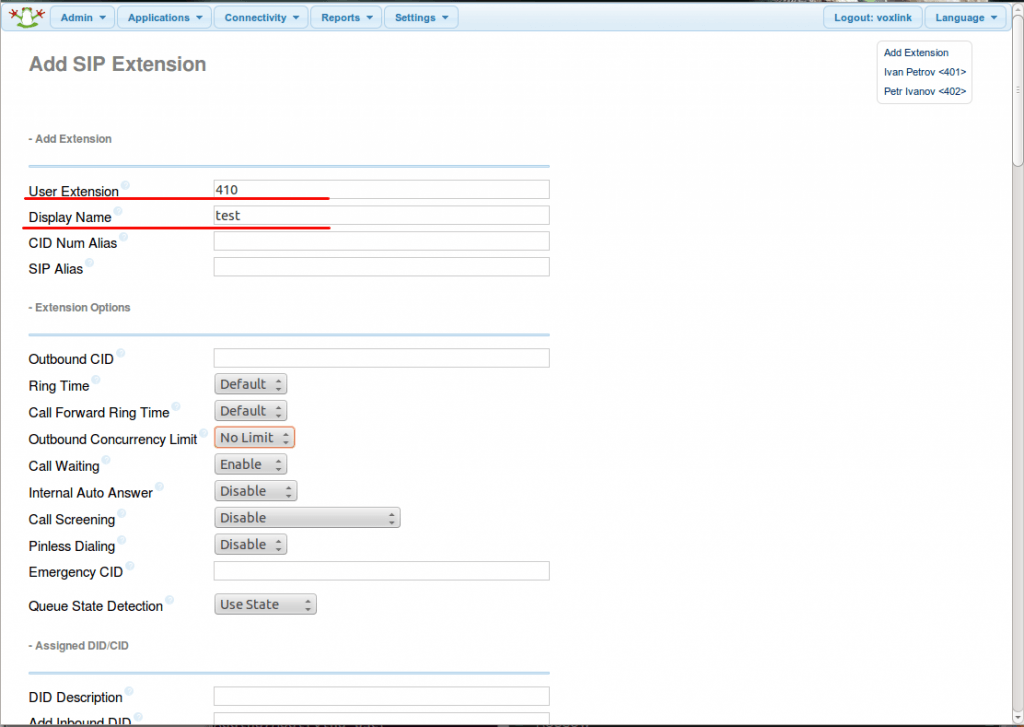 Admin Applications Connectivity Reports Settings Logout: voxlink Language
Add SIP Extension
Add Extension
Ivan Petrov <401>
Petr Ivanov <402>
- Add Extension
User Extension 410
Display Name test
CID Num Alias
SIP Alias
- Extension Options
Outbound CID
Ring Time Default
Call Forward Ring Time Default
Outbound Concurrency Limit No Limit
Call Waiting Enable
Internal Auto Answer Disable
Call Screening Disable
Pinless Dialing Disable
Emergency CID
Queue State Detection Use State
- Assigned DID/CID
DID Description
Add Inbound DID